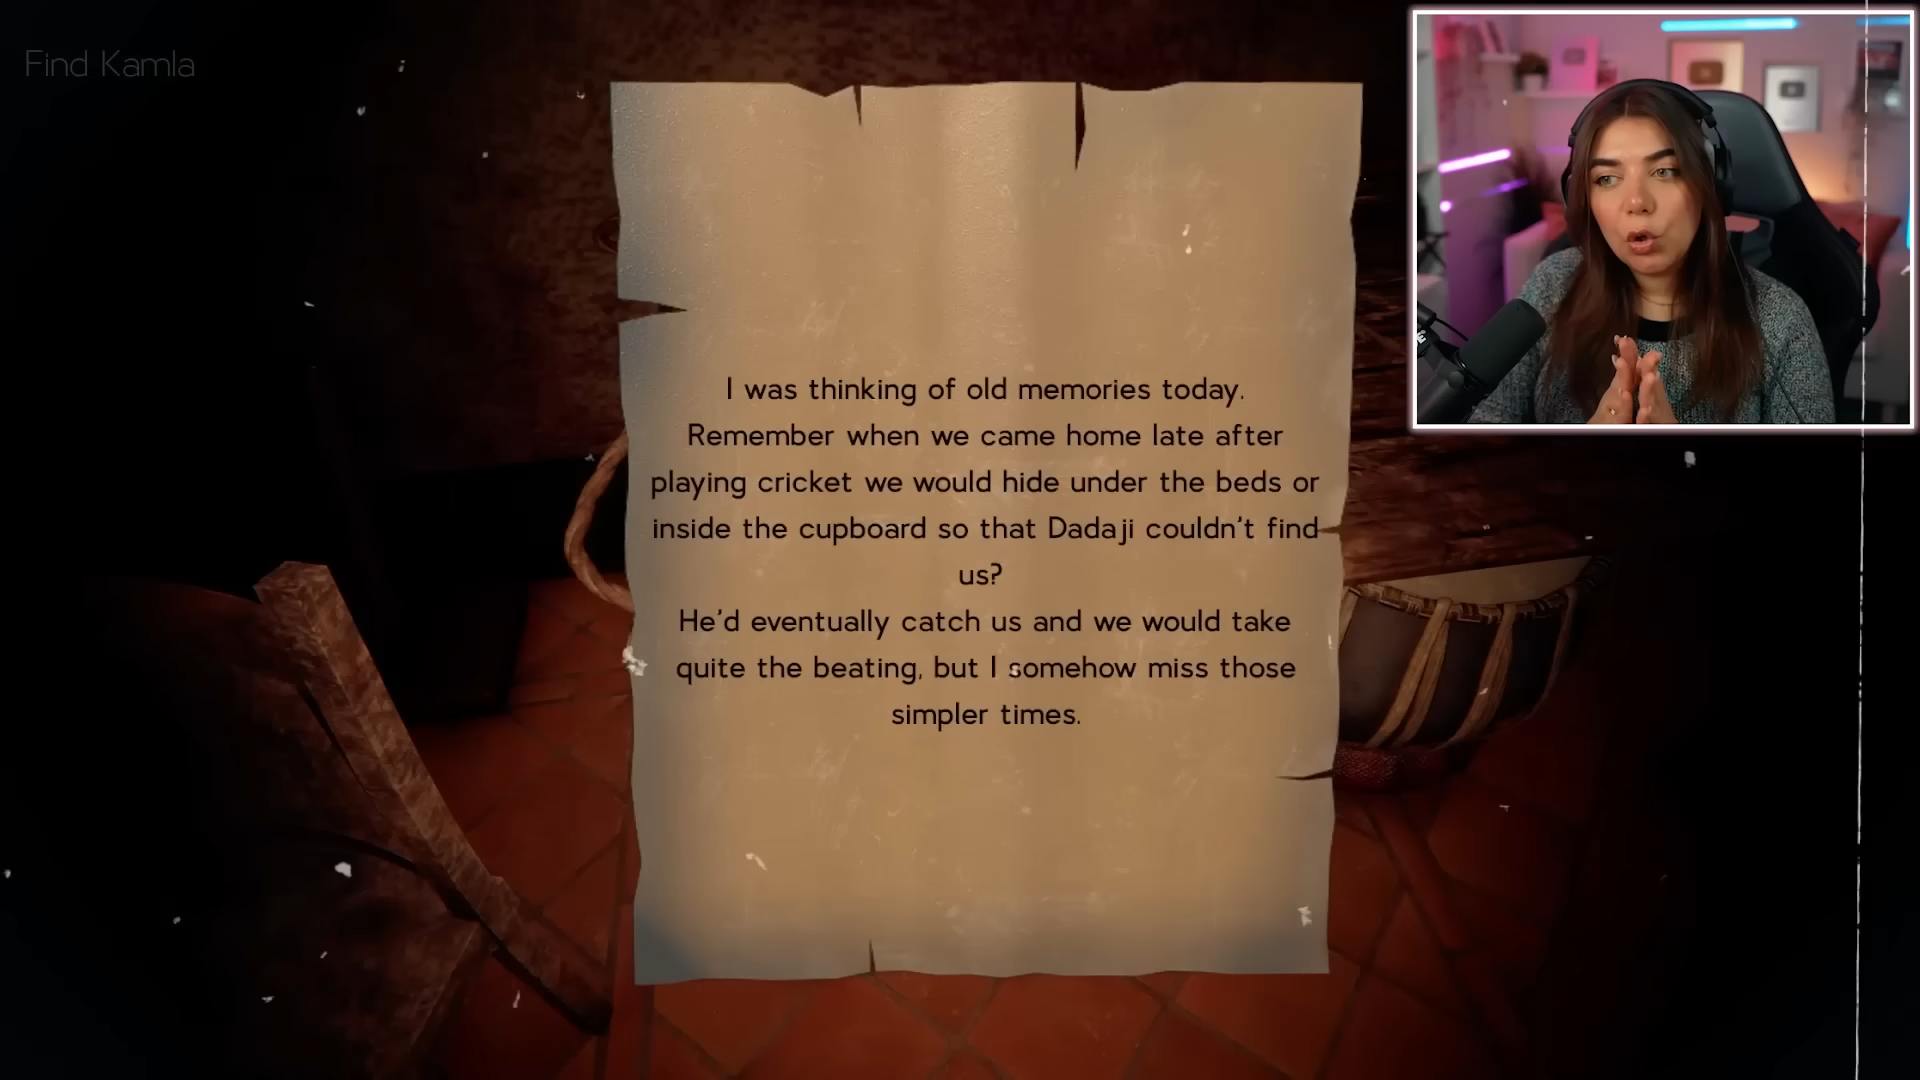 Find Kamla
I was thinking of old memories today.
Remember when we came home late after
playing cricket we would hide under the beds or
inside the cupboard so that Dadaji couldn't find
us?
He'd eventually catch us and we would take
quite the beating, but I somehow miss those
simpler times.